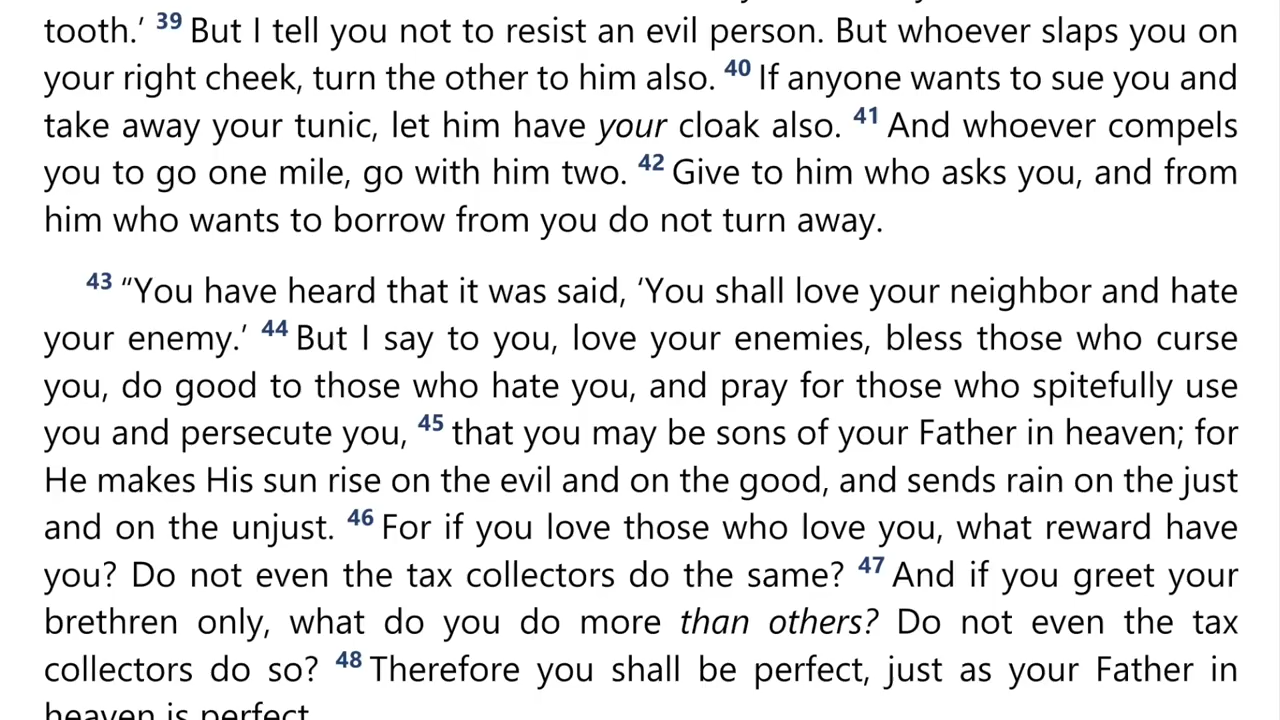 tooth.’ 39 But I tell you not to resist an evil person. But whoever slaps you on
your right cheek, turn the other to him also. 40 If anyone wants to sue you and
take away your tunic, let him have your cloak also. 41 And whoever compels
you to go one mile, go with him two. 42 Give to him who asks you, and from
him who wants to borrow from you do not turn away.
43 “You have heard that it was said, ‘You shall love your neighbor and hate
your enemy.’ 44 But I say to you, love your enemies, bless those who curse
you, do good to those who hate you, and pray for those who spitefully use
you and persecute you, 45 that you may be sons of your Father in heaven; for
He makes His sun rise on the evil and on the good, and sends rain on the just
and on the unjust. 46 For if you love those who love you, what reward have
you? Do not even the tax collectors do the same? 47 And if you greet your
brethren only, what do you do more than others? Do not even the tax
collectors do so? 48 Therefore you shall be perfect, just as your Father in
heaven is perfect